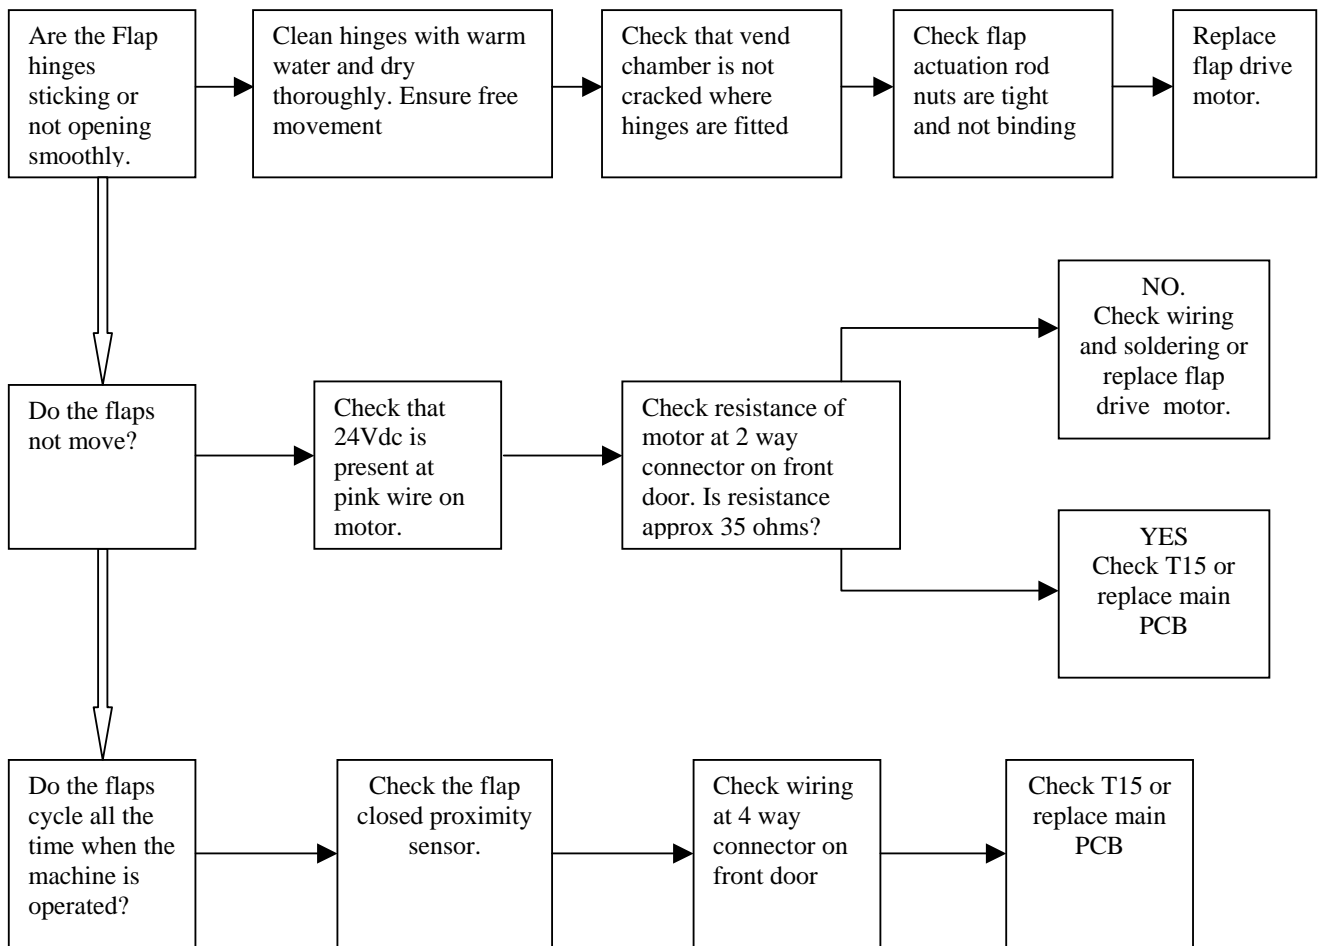 Are the Flap
hinges
sticking or
not opening
smoothly.
Clean hinges with warm
water and dry
thoroughly. Ensure free
movement
Check that vend
chamber is not
cracked where
hinges are fitted
Check flap
actuation rod
nuts are tight
and not binding
Replace
flap drive
motor.
Do the flaps
not move?
Check that
24Vdc is
present at
pink wire on
motor.
Check resistance of
motor at 2 way
connector on front
door. Is resistance
approx 35 ohms?
NO.
Check wiring
and soldering or
replace flap
drive motor.
YES
Check T15 or
replace main
PCB
Do the flaps
cycle all the
time when the
machine is
operated?
Check the flap
closed proximity
sensor.
Check wiring
at 4 way
connector on
front door
Check T15 or
replace main
PCB